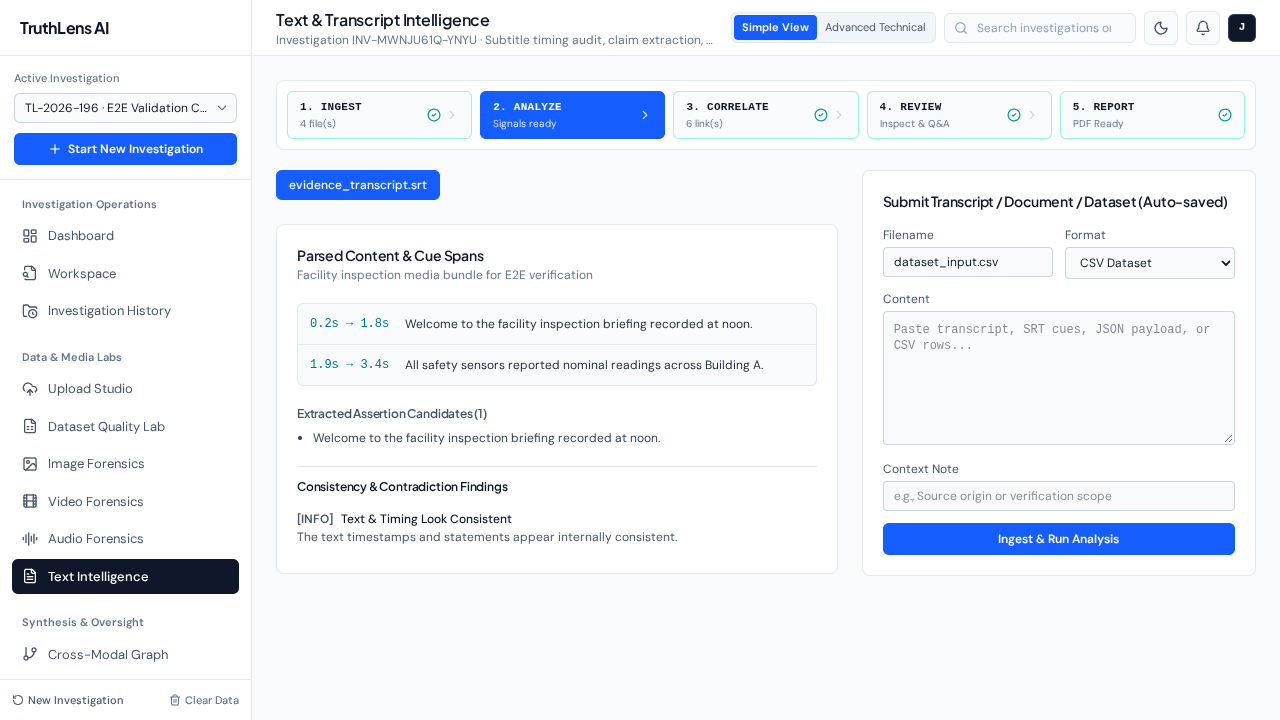 TruthLens AI
Active Investigation
TL-2026-196 · E2E Validation C...
Start New Investigation
Investigation Operations
Dashboard
Workspace
Investigation History
Data & Media Labs
Upload Studio
Dataset Quality Lab
Image Forensics
Video Forensics
Audio Forensics
Text Intelligence
Synthesis & Oversight
Cross-Modal Graph
New Investigation
Clear Data
Text & Transcript Intelligence
Investigation INV-MWNJU61Q-YNYU · Subtitle timing audit, claim extraction, ...
Simple View
Advanced Technical
Search investigations or
J
1. INGEST
4 file(s)
2. ANALYZE
Signals ready
3. CORRELATE
6 link(s)
4. REVIEW
Inspect & Q&A
5. REPORT
PDF Ready
evidence_transcript.srt
Parsed Content & Cue Spans
Facility inspection media bundle for E2E verification
0.2s → 1.8s Welcome to the facility inspection briefing recorded at noon.
1.9s → 3.4s All safety sensors reported nominal readings across Building A.
Extracted Assertion Candidates (1)
• Welcome to the facility inspection briefing recorded at noon.
Consistency & Contradiction Findings
[INFO] Text & Timing Look Consistent
The text timestamps and statements appear internally consistent.
Submit Transcript / Document / Dataset (Auto-saved)
Filename
dataset_input.csv
Format
CSV Dataset
Content
Paste transcript, SRT cues, JSON payload, or
CSV rows...
Context Note
e.g., Source origin or verification scope
Ingest & Run Analysis